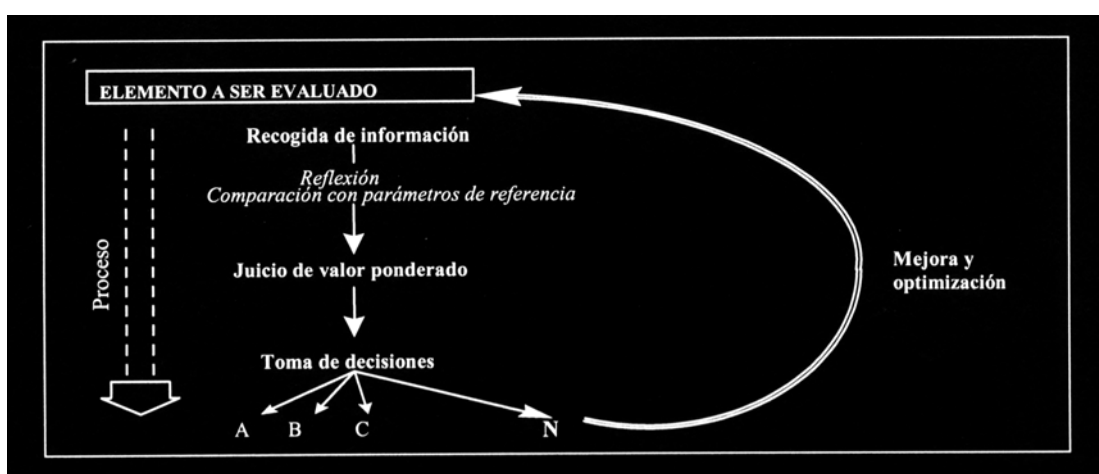 ELEMENTO A SER EVALUADO
Recogida de información
Reflexión
Comparación con parámetros de referencia
Proceso
Juicio de valor ponderado
Mejora y
optimización
Toma de decisiones
A B C N